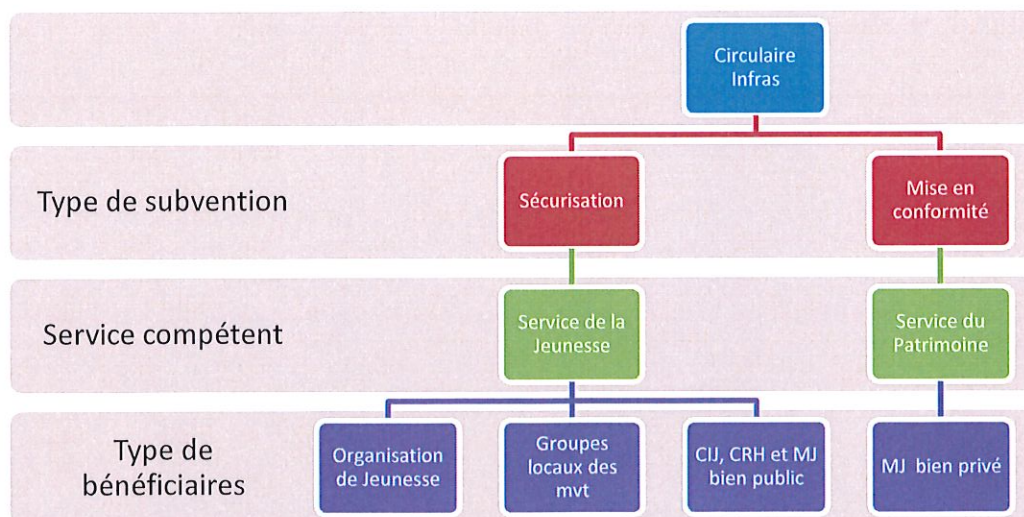 Circulaire
Infras
Type de subvention
Sécurisation
Mise en
conformité
Service compétent
Service de la
Jeunesse
Service du
Patrimoine
Type de
bénéficiaires
Organisation
de Jeunesse
Groupes
locaux des
mvt
CIJ, CRH et MJ
bien public
MJ bien privé